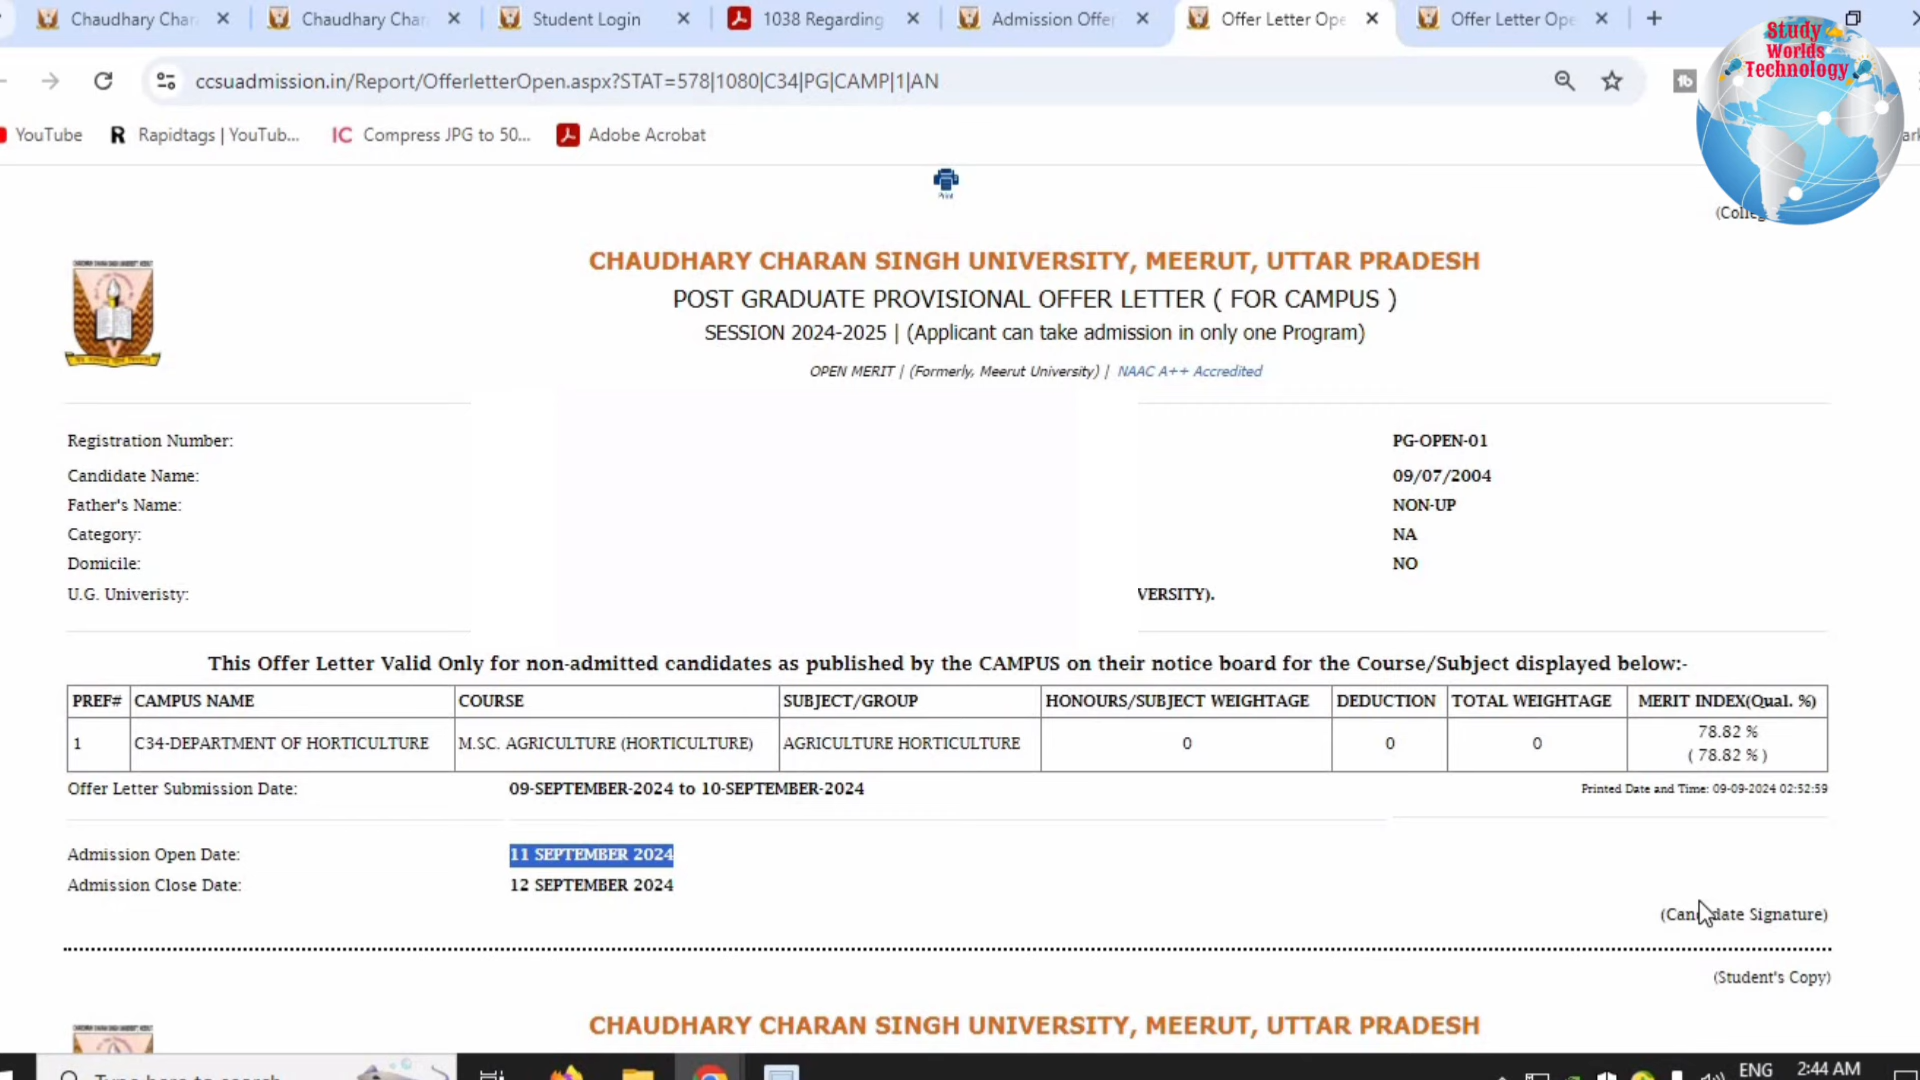 Chaudhary Char
Chaudhary Char
Student Login
1038 Regarding
Admission Offer
Offer Letter Ope
Offer Letter Ope
Study
Worlds
Technology
ccsuadmission.in/Report/OfferletterOpen.aspx?STAT=578|1080|C34|PG|CAMP|1|AN
YouTube
Rapidtags | YouTub...
IC Compress JPG to 50...
Adobe Acrobat
Print
CHAUDHARY CHARAN SINGH UNIVERSITY, MEERUT, UTTAR PRADESH
POST GRADUATE PROVISIONAL OFFER LETTER ( FOR CAMPUS )
SESSION 2024-2025 | (Applicant can take admission in only one Program)
OPEN MERIT | (Formerly, Meerut University) | NAAC A++ Accredited
Registration Number: PG-OPEN-01
Candidate Name: 09/07/2004
Father's Name: NON-UP
Category: NA
Domicile: NO
U.G. Univeristy: VERSITY).
This Offer Letter Valid Only for non-admitted candidates as published by the CAMPUS on their notice board for the Course/Subject displayed below:-
PREF# CAMPUS NAME COURSE SUBJECT/GROUP HONOURS/SUBJECT WEIGHTAGE DEDUCTION TOTAL WEIGHTAGE MERIT INDEX(Qual. %)
1 C34-DEPARTMENT OF HORTICULTURE M.SC. AGRICULTURE (HORTICULTURE) AGRICULTURE HORTICULTURE 0 0 0 78.82 %
( 78.82 % )
Offer Letter Submission Date: 09-SEPTEMBER-2024 to 10-SEPTEMBER-2024 Printed Date and Time: 09-09-2024 02:52:59
Admission Open Date: 11 SEPTEMBER 2024
Admission Close Date: 12 SEPTEMBER 2024
(Candidate Signature)
(Student's Copy)
CHAUDHARY CHARAN SINGH UNIVERSITY, MEERUT, UTTAR PRADESH
Type here to search
ENG 2:44 AM